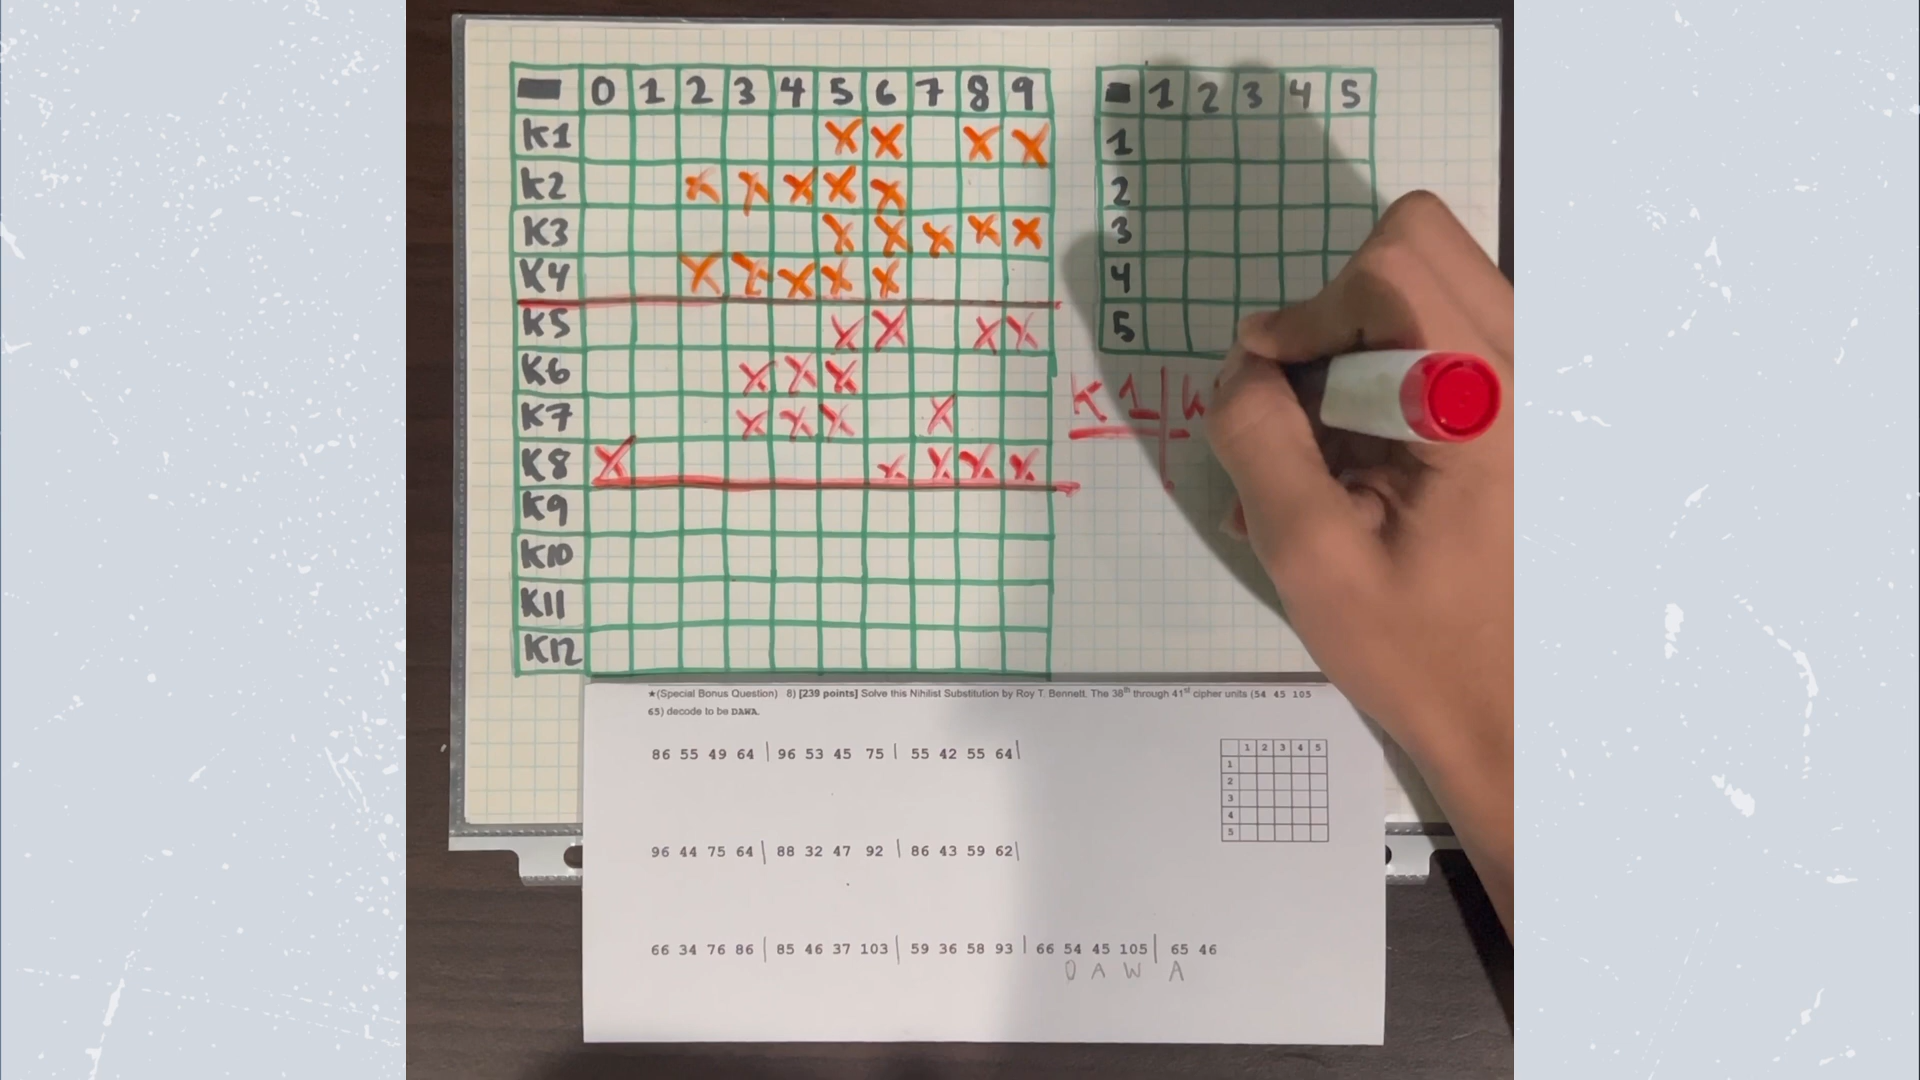 0 1 2 3 4 5 6 7 8 9
K1 X X X X
K2 X X X X X
K3 X X X X X
K4 X X X X X
K5 X X X X
K6 X X X
K7 X X X X
K8 X X X X X
K9
K10
K11
K12
1 2 3 4 5
1
2
3
4
5
K1
★(Special Bonus Question) 8) [239 points] Solve this Nihilist Substitution by Roy T. Bennett. The 38th through 41st cipher units (54 45 105
65) decode to be DAWA.
86 55 49 64 | 96 53 45 75 | 55 42 55 64 |
96 44 75 64 | 88 32 47 92 | 86 43 59 62 |
66 34 76 86 | 85 46 37 103 | 59 36 58 93 | 66 54 45 105 | 65 46
D A W A
1 2 3 4 5
1
2
3
4
5